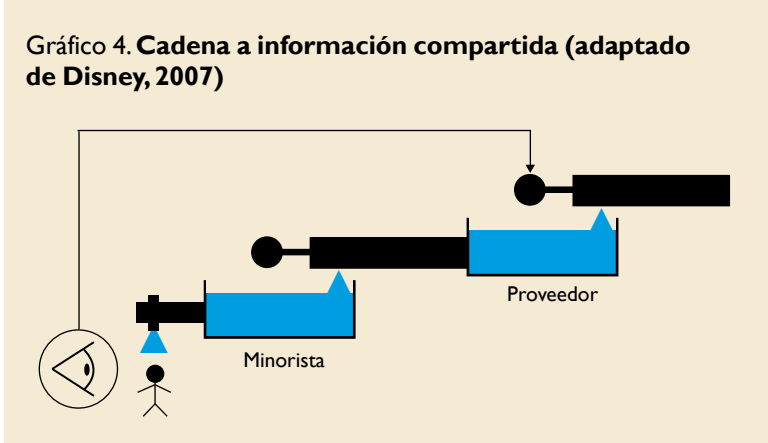 Gráfico 4. Cadena a información compartida (adaptado
de Disney, 2007)
Proveedor
Minorista